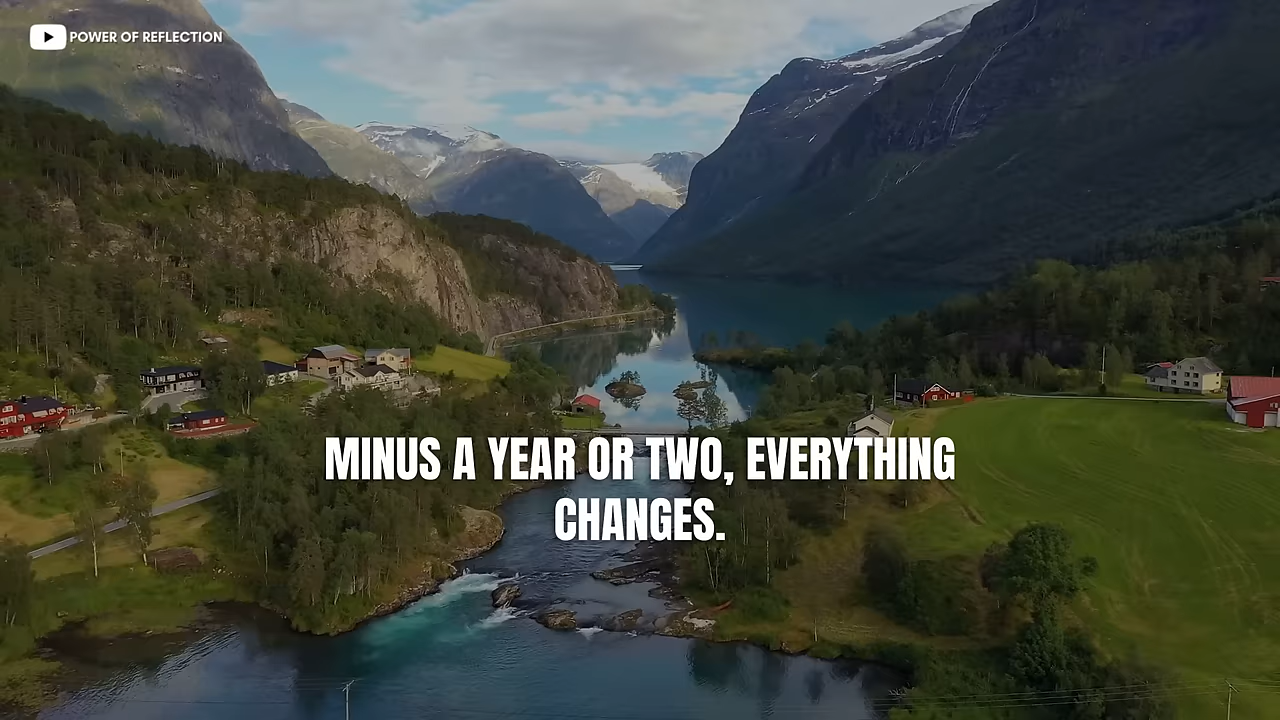 POWER OF REFLECTION
MINUS A YEAR OR TWO, EVERYTHING
CHANGES.